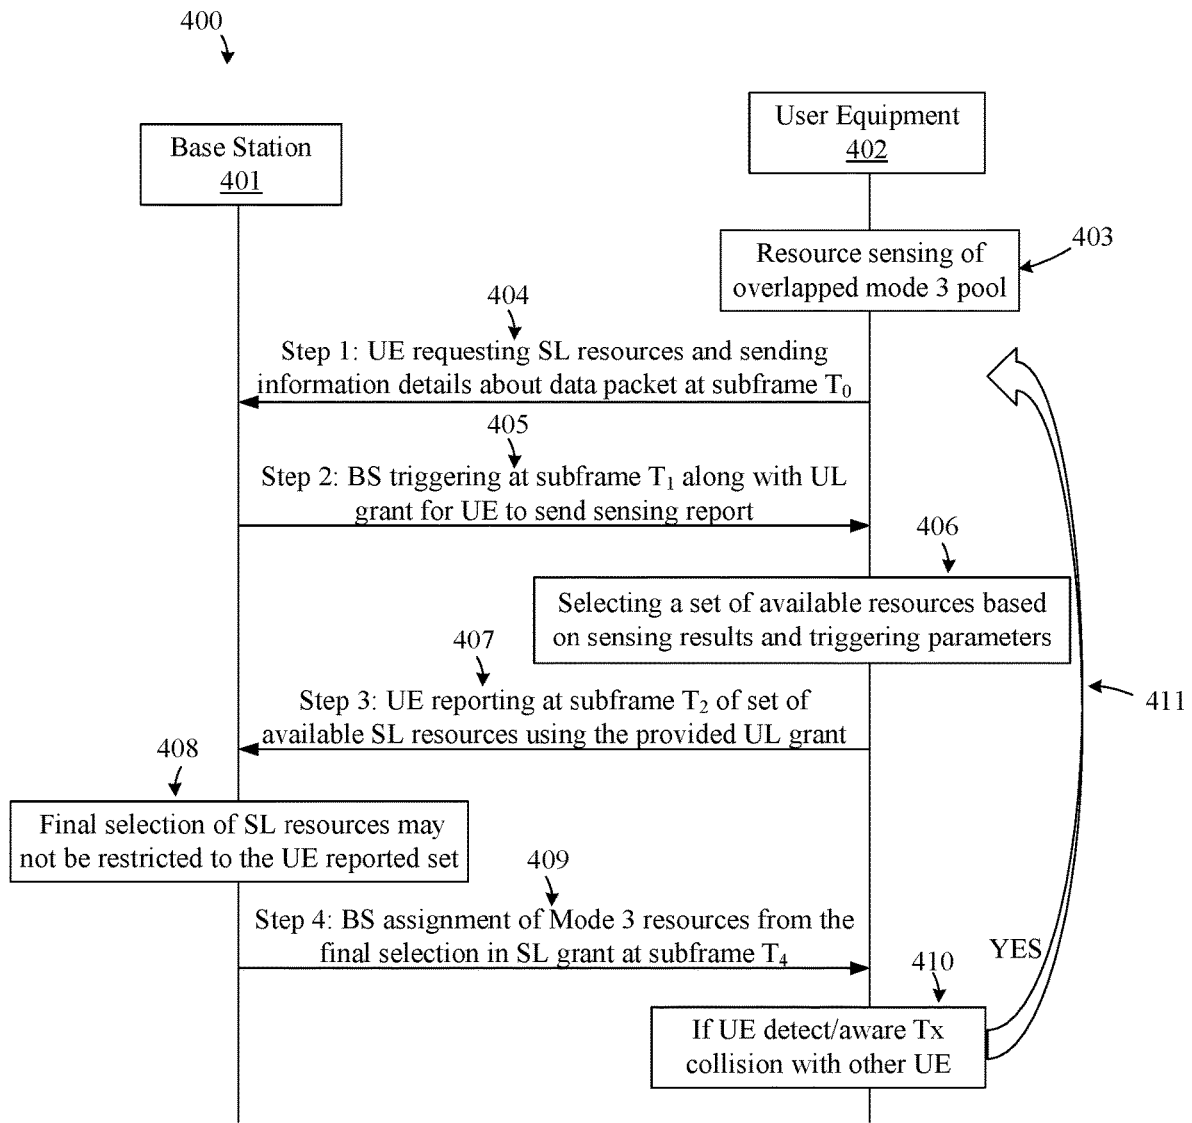 400
Base Station
401
User Equipment
402
Resource sensing of
overlapped mode 3 pool
403
404
Step 1: UE requesting SL resources and sending
information details about data packet at subframe T0
405
Step 2: BS triggering at subframe T1 along with UL
grant for UE to send sensing report
406
Selecting a set of available resources based
on sensing results and triggering parameters
407
Step 3: UE reporting at subframe T2 of set of
available SL resources using the provided UL grant
411
408
Final selection of SL resources may
not be restricted to the UE reported set
409
Step 4: BS assignment of Mode 3 resources from the
final selection in SL grant at subframe T4
YES
410
If UE detect/aware Tx
collision with other UE